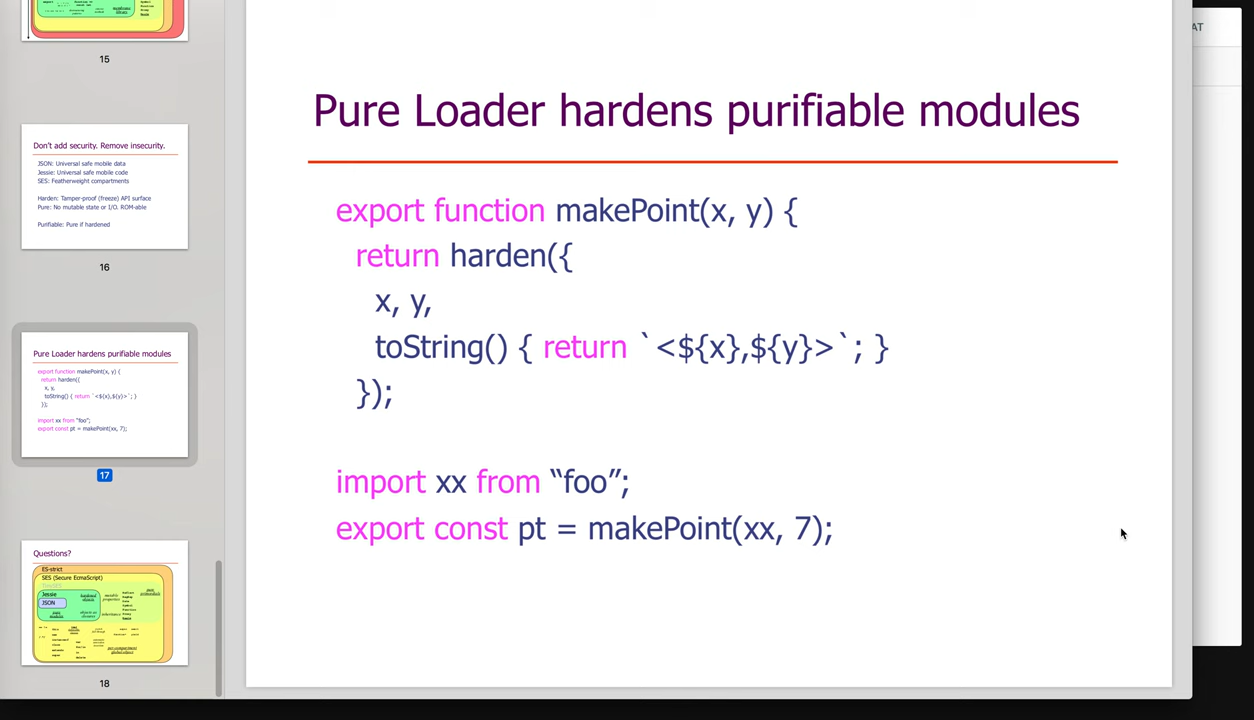 15
Don't add security. Remove insecurity.
JSON: Universal safe mobile data
Jessie: Universal safe mobile code
SES: Featherweight compartments
Harden: Tamper-proof (freeze) API surface
Pure: No mutable state or I/O. ROM-able
Purifiable: Pure if hardened
16
Pure Loader hardens purifiable modules
export function makePoint(x, y) {
return harden({
x, y,
toString() { return `<${x},${y}>`; }
});
import xx from "foo";
export const pt = makePoint(xx, 7);
17
Questions?
ES-strict
SES (Secure EcmaScript)
TinySES
Jessie
JSON
18
Pure Loader hardens purifiable modules
export function makePoint(x, y) {
return harden({
x, y,
toString() { return `<${x},${y}>`; }
});
import xx from “foo”;
export const pt = makePoint(xx, 7);
AT